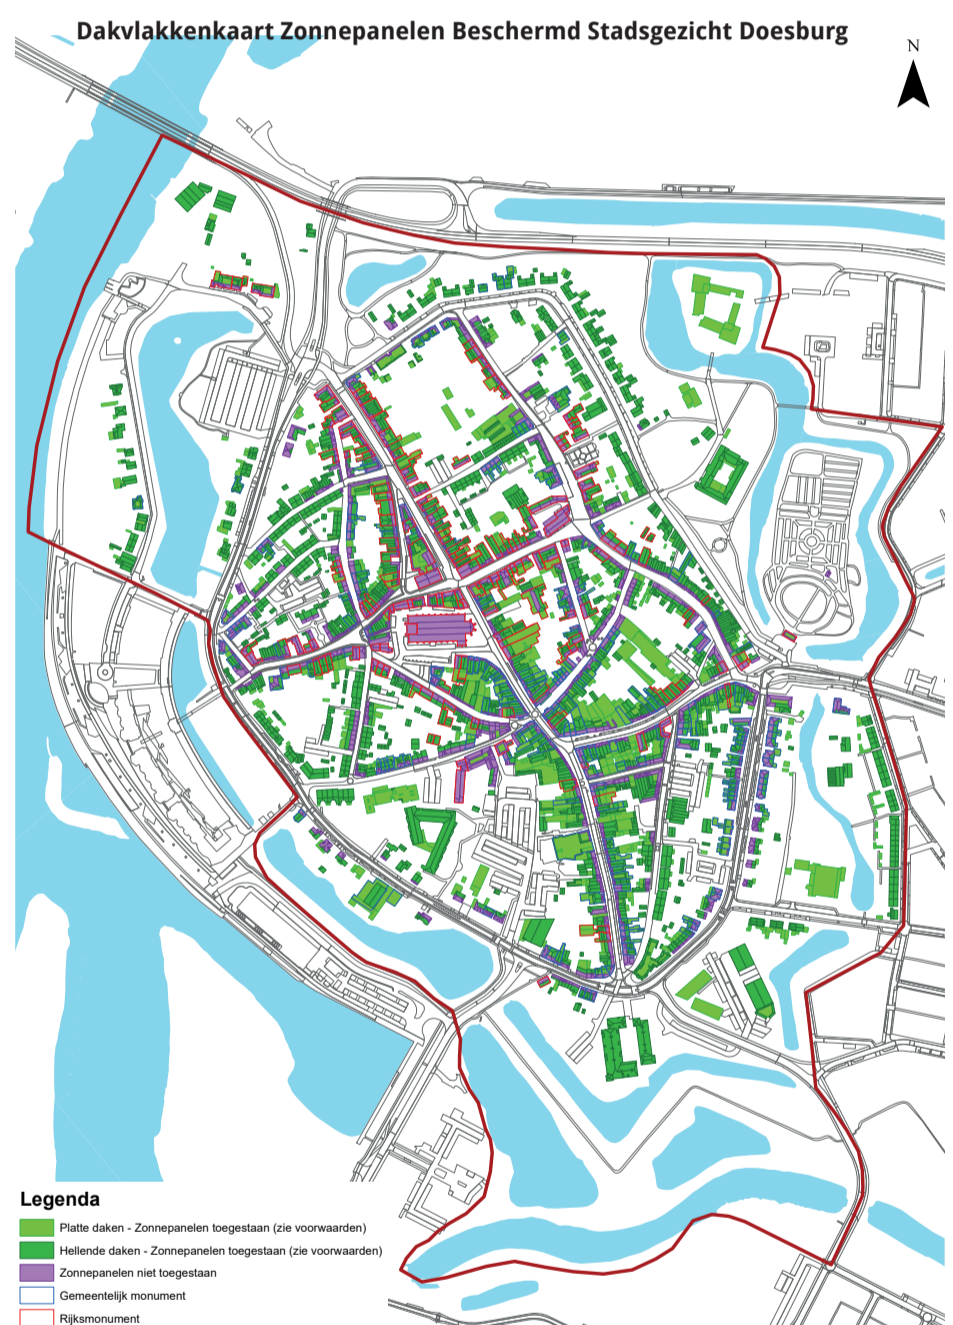 Dakvlakkenkaart Zonnepanelen Beschermd Stadsgezicht Doesburg
N
Legenda
Platte daken - Zonnepanelen toegestaan (zie voorwaarden)
Hellende daken - Zonnepanelen toegestaan (zie voorwaarden)
Zonnepanelen niet toegestaan
Gemeentelijk monument
Rijksmonument